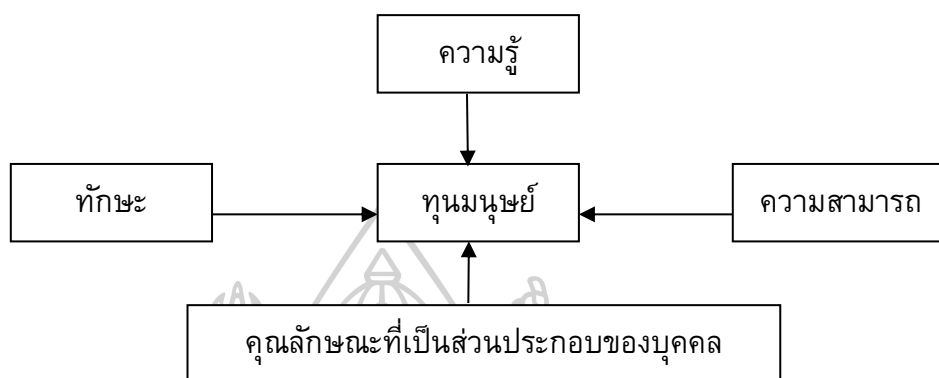 ความรู้
ทักษะ
ทุนมนุษย์
ความสามารถ
คุณลักษณะที่เป็นส่วนประกอบของบุคคล